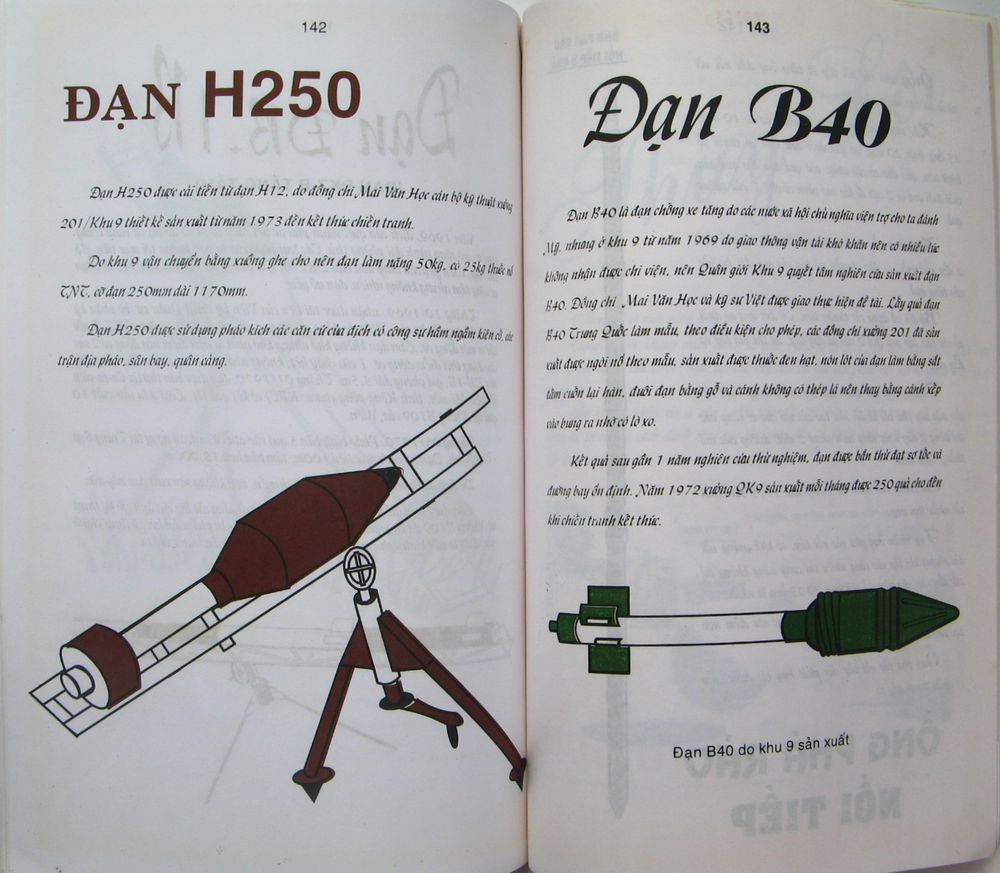 142
ĐẠN H250
Đạn H250 được cải tiến từ đạn H12, do đồng chí Mai Văn Học cán bộ kỹ thuật xưởng
201/Khu 9 thiết kế sản xuất từ năm 1973 đến kết thúc chiến tranh.
Do khu 9 vận chuyển bằng xuồng ghe cho nên đạn làm nặng 50kg, có 25kg thuốc nổ
TNT, cỡ đạn 250mm dài 1170mm.
Đạn H250 được sử dụng pháo kích các căn cứ của địch có công sự hầm ngầm kiên cố, các
trận địa pháo, sân bay, quân cảng.
143
Đạn B40
Đạn B40 là đạn chống xe tăng do các nước xã hội chủ nghĩa viện trợ cho ta đánh
Mỹ, nhưng ở khu 9 từ năm 1969 do giao thông vận tải khó khăn nên có nhiều lúc
không nhận được chi viện, nên Quân giới Khu 9 quyết tâm nghiên cứu sản xuất đạn
B40. Đồng chí Mai Văn Học và kỹ sư Việt được giao thực hiện đề tài. Lấy quả đạn
B40 Trung Quốc làm mẫu, theo điều kiện cho phép, các đồng chí xưởng 201 đã sản
xuất được ngòi nổ theo mẫu, sản xuất được thuốc đen hạt, nón lót của đạn làm bằng sắt
tấm cuốn lại hàn, đuôi đạn bằng gỗ và cánh không có thép lá nên thay bằng cánh xếp
vào bung ra nhờ có lò xo.
Kết quả sau gần 1 năm nghiên cứu thử nghiệm, đạn được bắn thử đạt sơ tốc và
đường bay ổn định. Năm 1972 xưởng QK9 sản xuất mỗi tháng được 250 quả cho đến
khi chiến tranh kết thúc.
Đạn B40 do khu 9 sản xuất